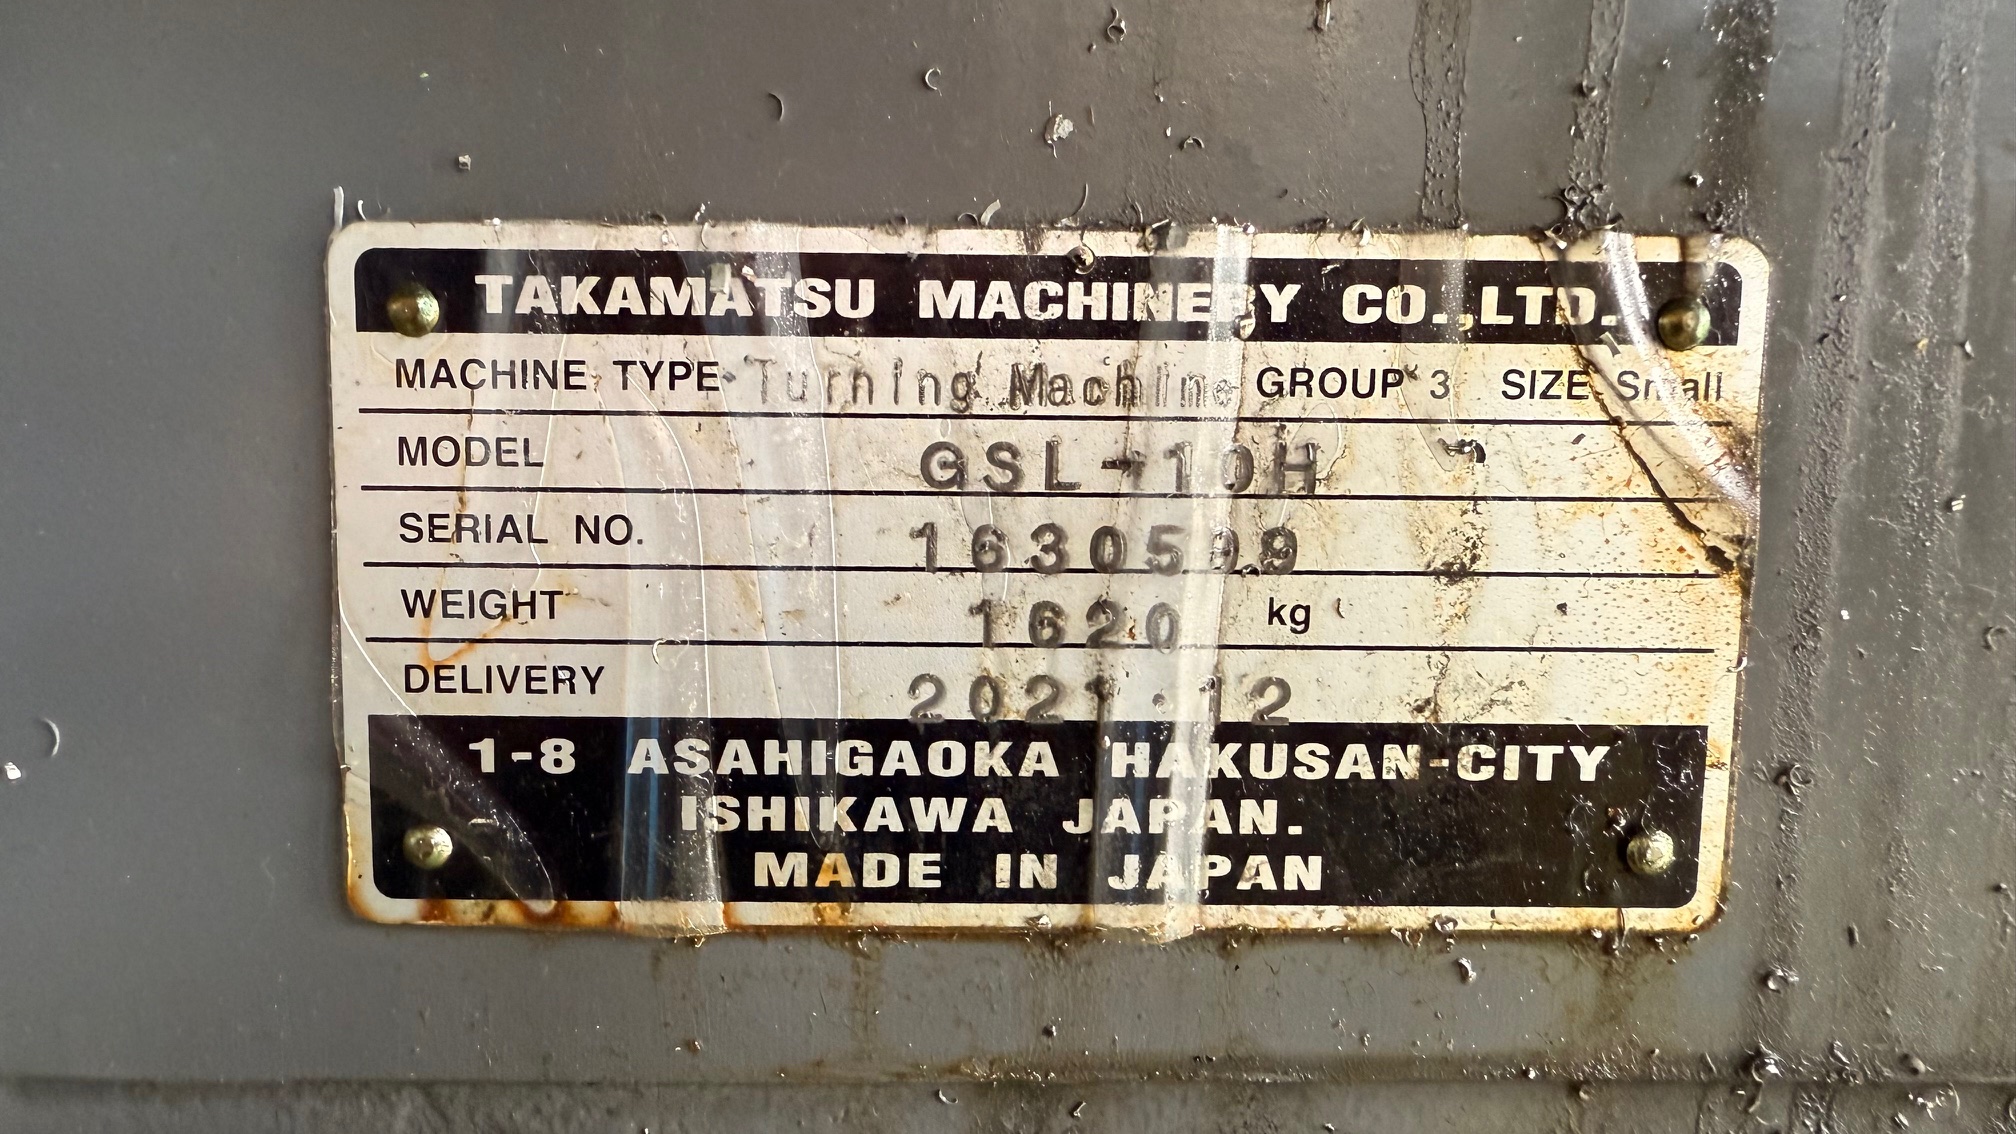 TAKAMATSU MACHINERY CO.,LTD.
MACHINE TYPE Turning Machine GROUP 3 SIZE Small
MODEL GSL-10H
SERIAL NO.
WEIGHT 1620 kg
DELIVERY 2021.12
1-8 ASAHIGAOKA HAKUSAN-CITY
ISHIKAWA JAPAN.
MADE IN JAPAN